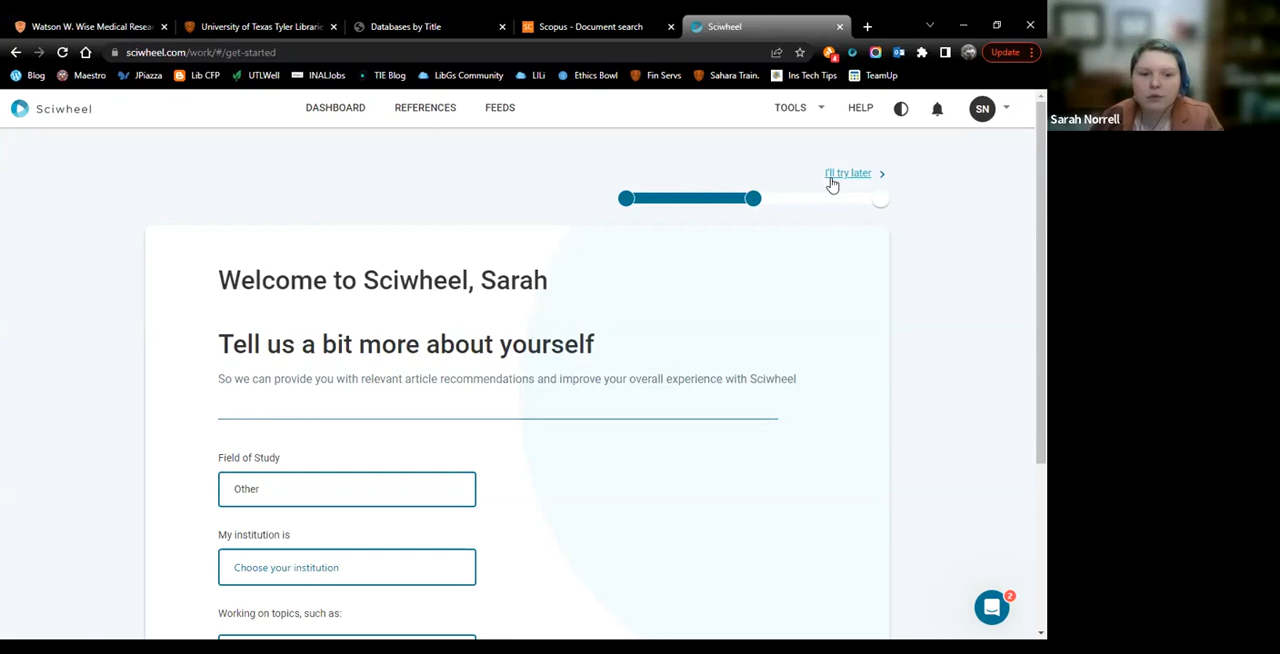 Watson W. Wise Medical Resea
University of Texas Tyler Librarie
Databases by Title
Scopus - Document search
Sciwheel
sciwheel.com/work/#/get-started
Update
Blog
Maestro
JPiazza
Lib CFP
UTLWell
INALJobs
TIE Blog
LibGs Community
LILi
Ethics Bowl
Fin Servs
Sahara Train.
Ins Tech Tips
TeamUp
Sciwheel
DASHBOARD
REFERENCES
FEEDS
TOOLS
HELP
SN
Sarah Norrell
I'll try later
Welcome to Sciwheel, Sarah
Tell us a bit more about yourself
So we can provide you with relevant article recommendations and improve your overall experience with Sciwheel
Field of Study
Other
My institution is
Choose your institution
Working on topics, such as:
2